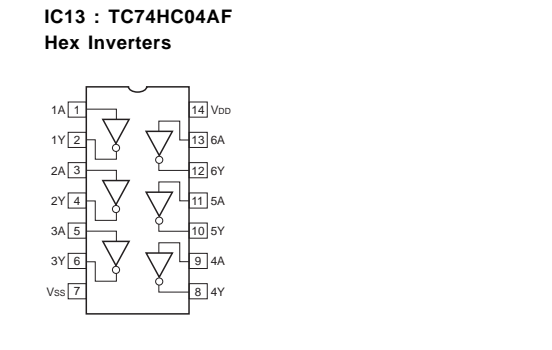 IC13 : TC74HC04AF
Hex Inverters
1A 1 14 VDD
1Y 2 13 6A
2A 3 12 6Y
2Y 4 11 5A
3A 5 10 5Y
3Y 6 9 4A
Vss 7 8 4Y